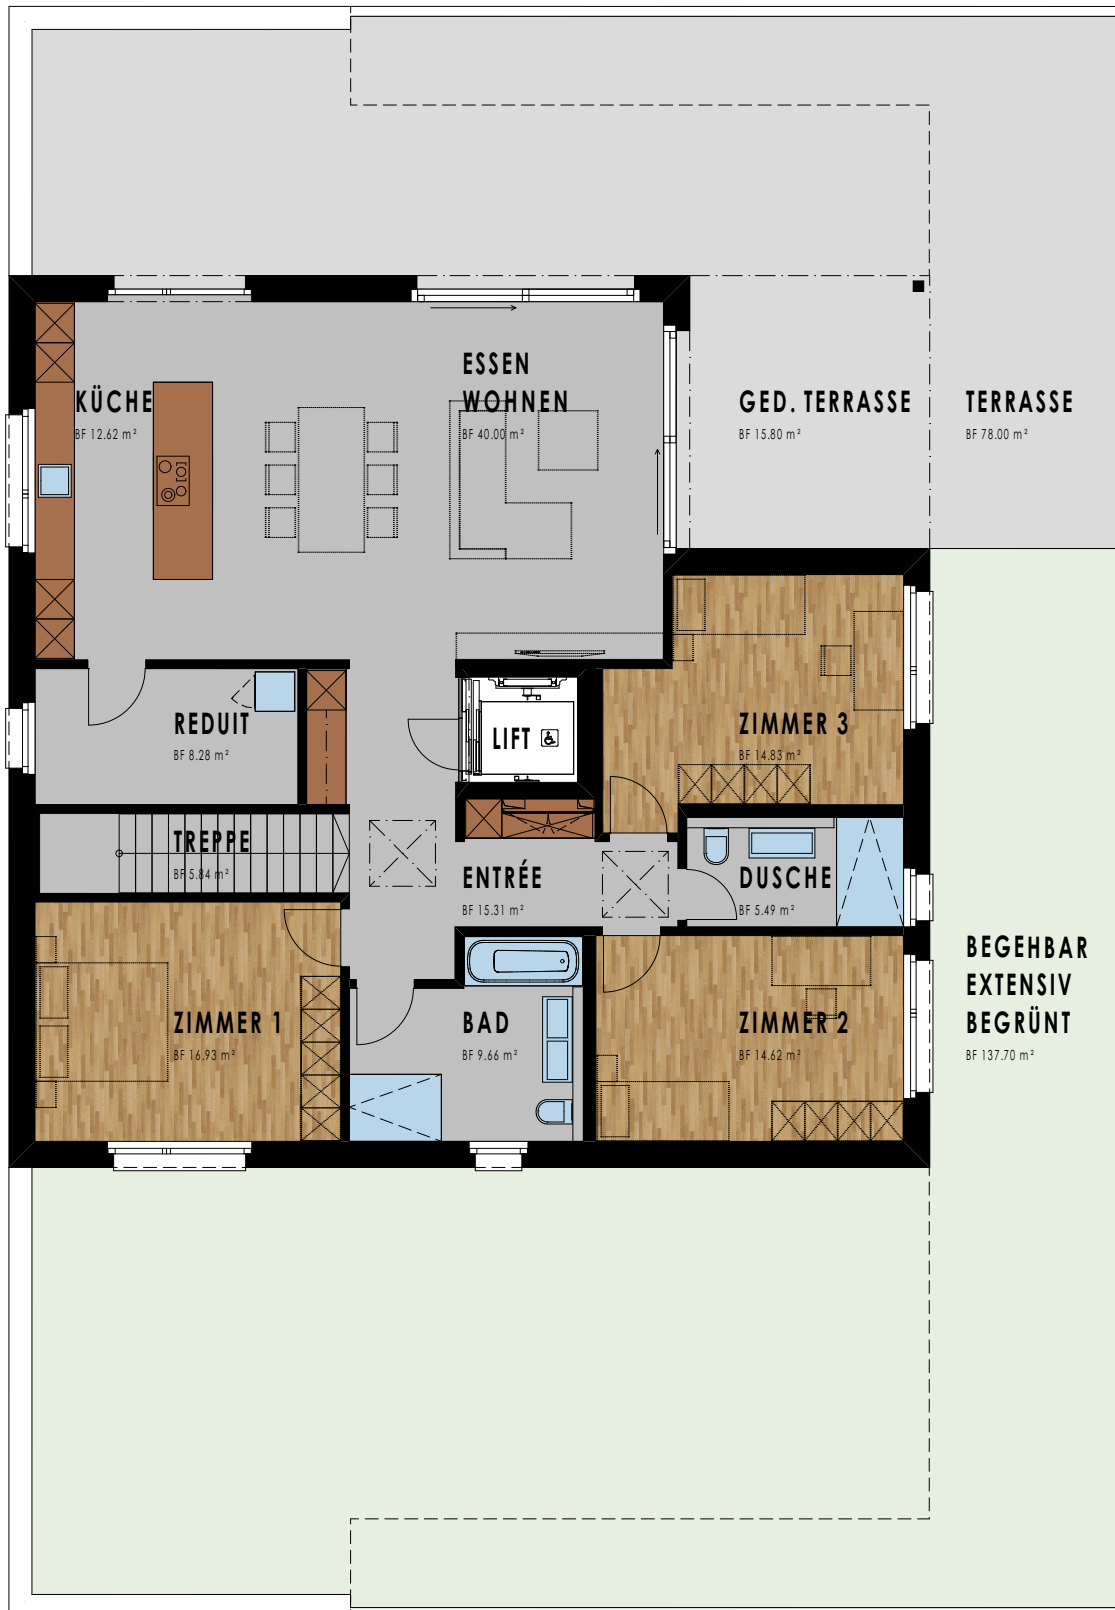 ESSEN
WOHNEN
BF 40.00 m²
KÜCHE
BF 12.62 m²
GED. TERRASSE
BF 15.80 m²
TERRASSE
BF 78.00 m²
REDUIT
BF 8.28 m²
LIFT
ZIMMER 3
BF 14.83 m²
TREPPE
BF 5.84 m²
ENTRÉE
BF 15.31 m²
DUSCHE
BF 5.49 m²
BEGEHBAR
EXTENSIV
BEGRÜNT
BF 137.70 m²
ZIMMER 1
BF 16.93 m²
BAD
BF 9.66 m²
ZIMMER 2
BF 14.62 m²